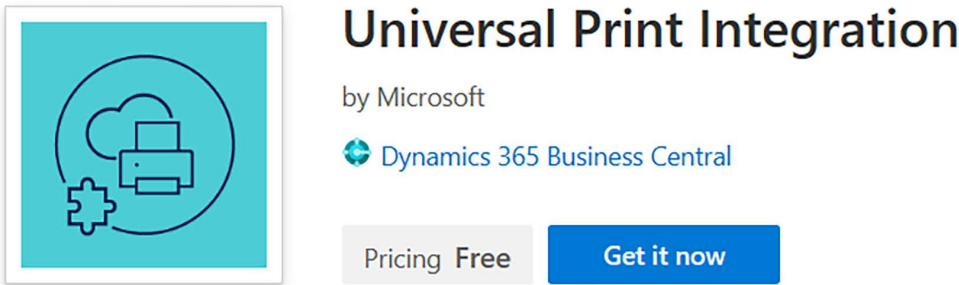 Universal Print Integration
by Microsoft
Dynamics 365 Business Central
Pricing Free
Get it now